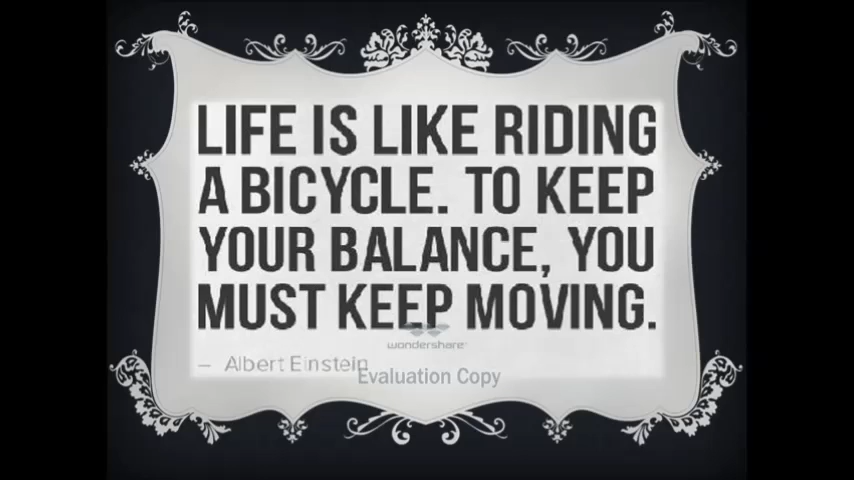 LIFE IS LIKE RIDING
A BICYCLE. TO KEEP
YOUR BALANCE, YOU
MUST KEEP MOVING.
wondershare
– Albert Einstein
Evaluation Copy